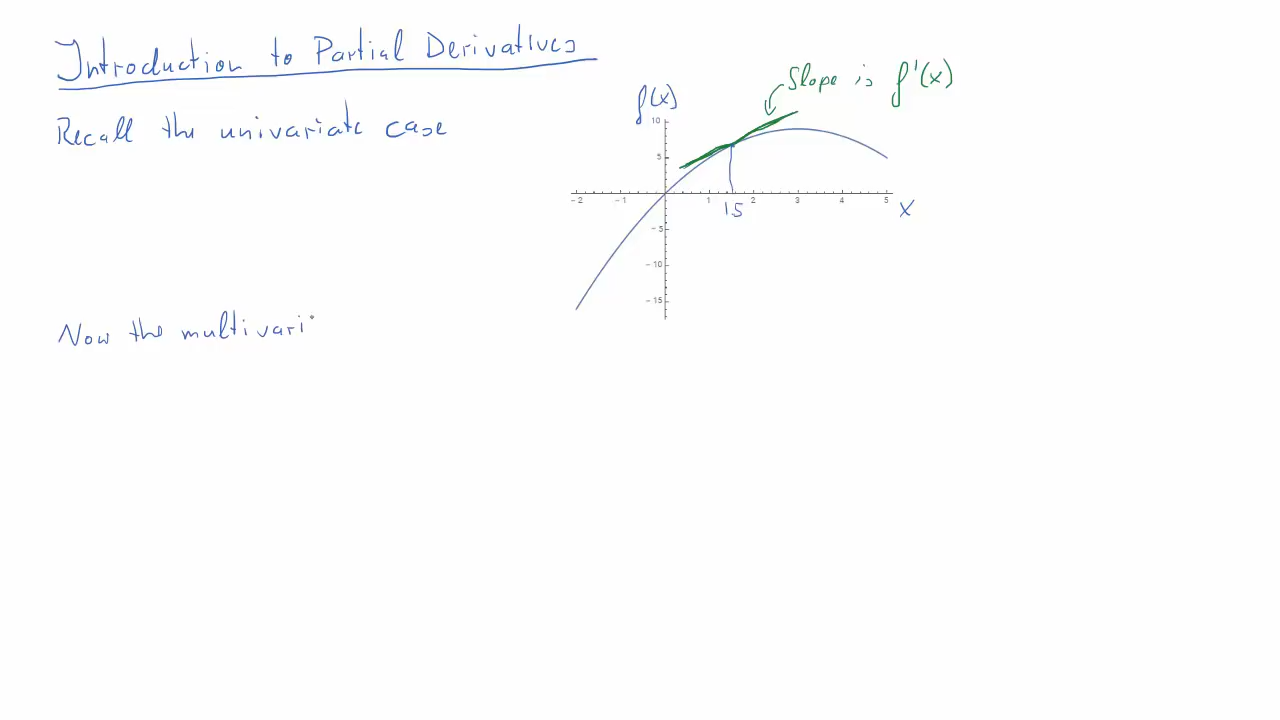 Introduction to Partial Derivatives
Slope is f'(x)
f(x)
Recall the univariate case
10
5
-2 -1 1 2 3 4 5
1.5
x
-5
-10
-15
Now the multivari